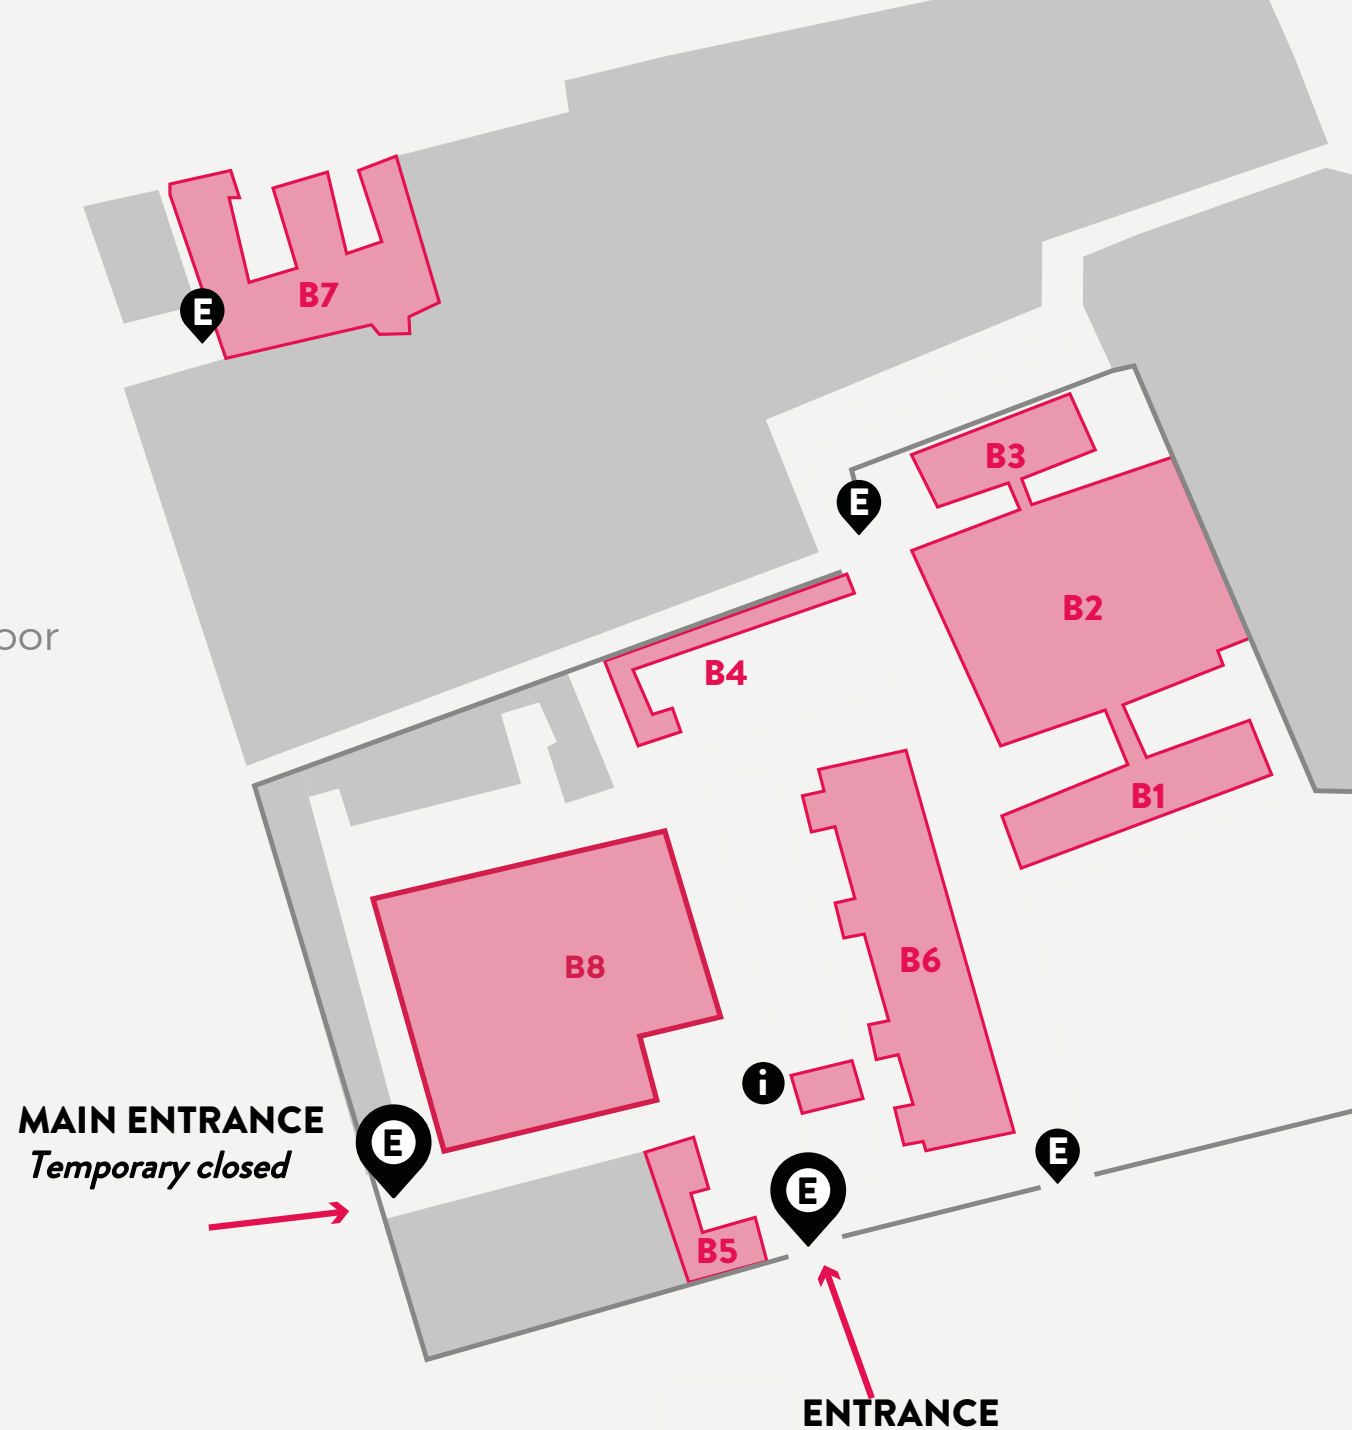 E
B7
B3
E
B2
oor
B4
B1
B8
B6
i
MAIN ENTRANCE
Temporary closed
E
E
E
B5
ENTRANCE